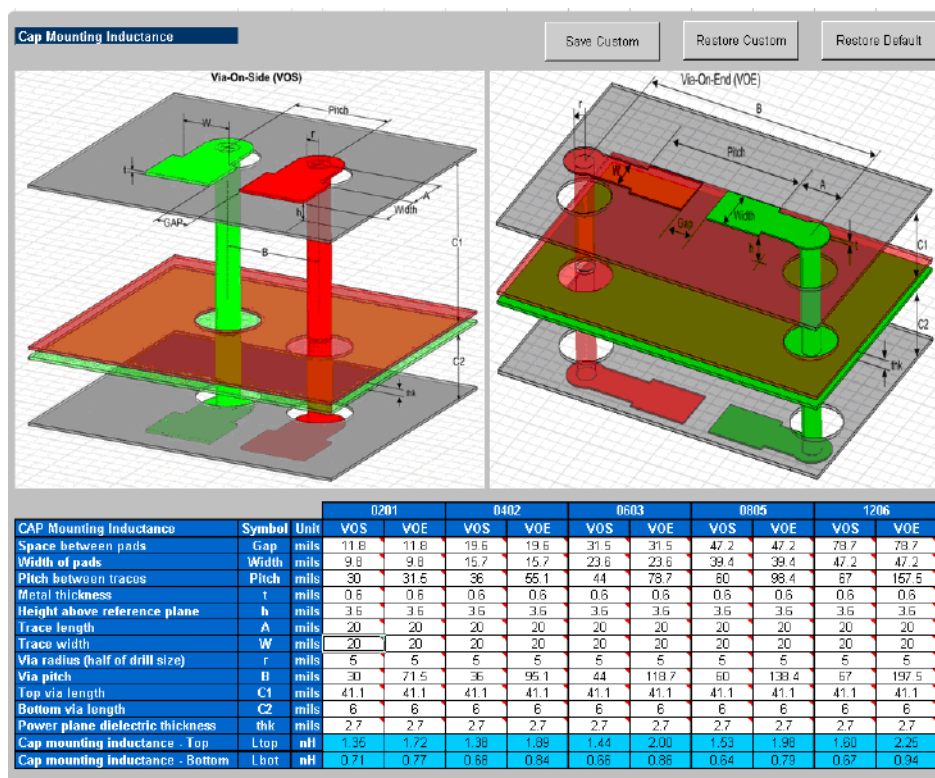 Cap Mounting Inductance
Save Custom
Restore Custom
Restore Default
Via-On-Side (VOS)
W
Pitch
r
t
GAP
h
Width
A
B
C1
C2
thk
Via-On-End (VOE)
r
B
W
Pitch
A
Gap
Width
h
t
C1
C2
thk
0201 0402 0603 0805 1206
CAP Mounting Inductance Symbol Unit VOS VOE VOS VOE VOS VOE VOS VOE VOS VOE
Space between pads Gap mils 11.8 11.8 19.6 19.6 31.5 31.5 47.2 47.2 78.7 78.7
Width of pads Width mils 9.8 9.8 15.7 15.7 23.6 23.6 39.4 39.4 47.2 47.2
Pitch between traces Pitch mils 30 31.5 36 55.1 44 78.7 60 98.4 67 157.5
Metal thickness t mils 0.6 0.6 0.6 0.6 0.6 0.6 0.6 0.6 0.6 0.6
Height above reference plane h mils 3.6 3.6 3.6 3.6 3.6 3.6 3.6 3.6 3.6 3.6
Trace length A mils 20 20 20 20 20 20 20 20 20 20
Trace width W mils 20 20 20 20 20 20 20 20 20 20
Via radius (half of drill size) r mils 5 5 5 5 5 5 5 5 5 5
Via pitch B mils 30 71.5 36 95.1 44 118.7 60 138.4 67 197.5
Top via length C1 mils 41.1 41.1 41.1 41.1 41.1 41.1 41.1 41.1 41.1 41.1
Bottom via length C2 mils 6 6 6 6 6 6 6 6 6 6
Power plane dielectric thickness thk mils 2.7 2.7 2.7 2.7 2.7 2.7 2.7 2.7 2.7 2.7
Cap mounting inductance - Top Ltop nH 1.35 1.72 1.38 1.89 1.44 2.00 1.53 1.98 1.60 2.25
Cap mounting inductance - Bottom Lbot nH 0.71 0.77 0.68 0.84 0.66 0.86 0.64 0.79 0.67 0.94